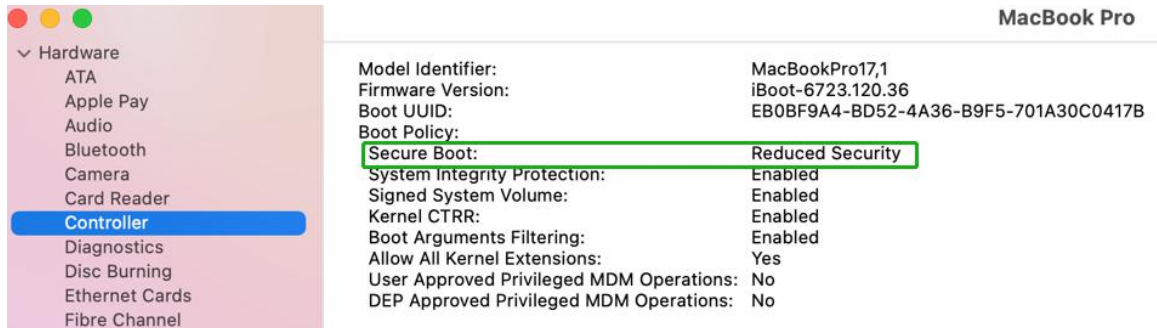 MacBook Pro
Hardware
ATA
Apple Pay
Audio
Bluetooth
Camera
Card Reader
Controller
Diagnostics
Disc Burning
Ethernet Cards
Fibre Channel
Model Identifier: MacBookPro17,1
Firmware Version: iBoot-6723.120.36
Boot UUID: EB0BF9A4-BD52-4A36-B9F5-701A30C0417B
Boot Policy:
Secure Boot: Reduced Security
System Integrity Protection: Enabled
Signed System Volume: Enabled
Kernel CTRR: Enabled
Boot Arguments Filtering: Enabled
Allow All Kernel Extensions: Yes
User Approved Privileged MDM Operations: No
DEP Approved Privileged MDM Operations: No